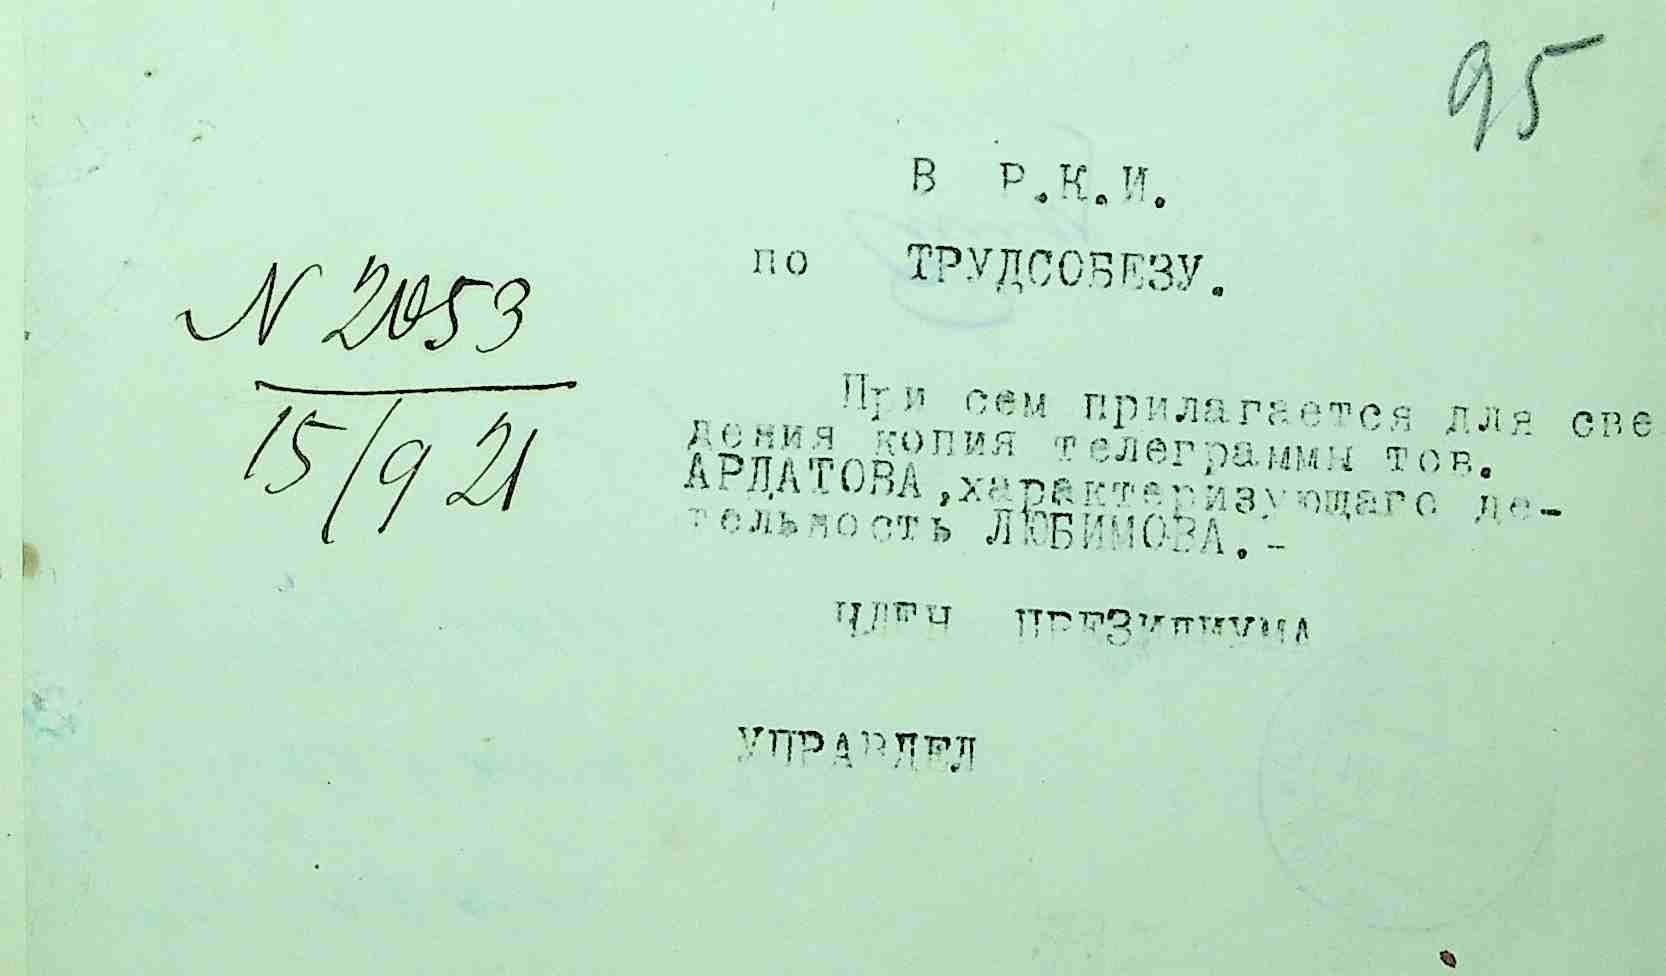 95
В Р.К.И.
по ТРУДСОБЕЗУ.
N 2053
15/9 21
При сем прилагается для све
дения копия телеграммы тов.
АРДАТОВА, характеризующаго де-
тельность ЛЮБИМОВА.-
ЧЛЕН ПРЕЗИДИУМА
УПРАВДЕЛ